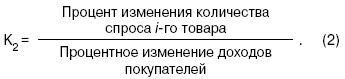 Процент изменения количества
спроса i-го товара
K2 = . (2)
Процентное изменение доходов
покупателей